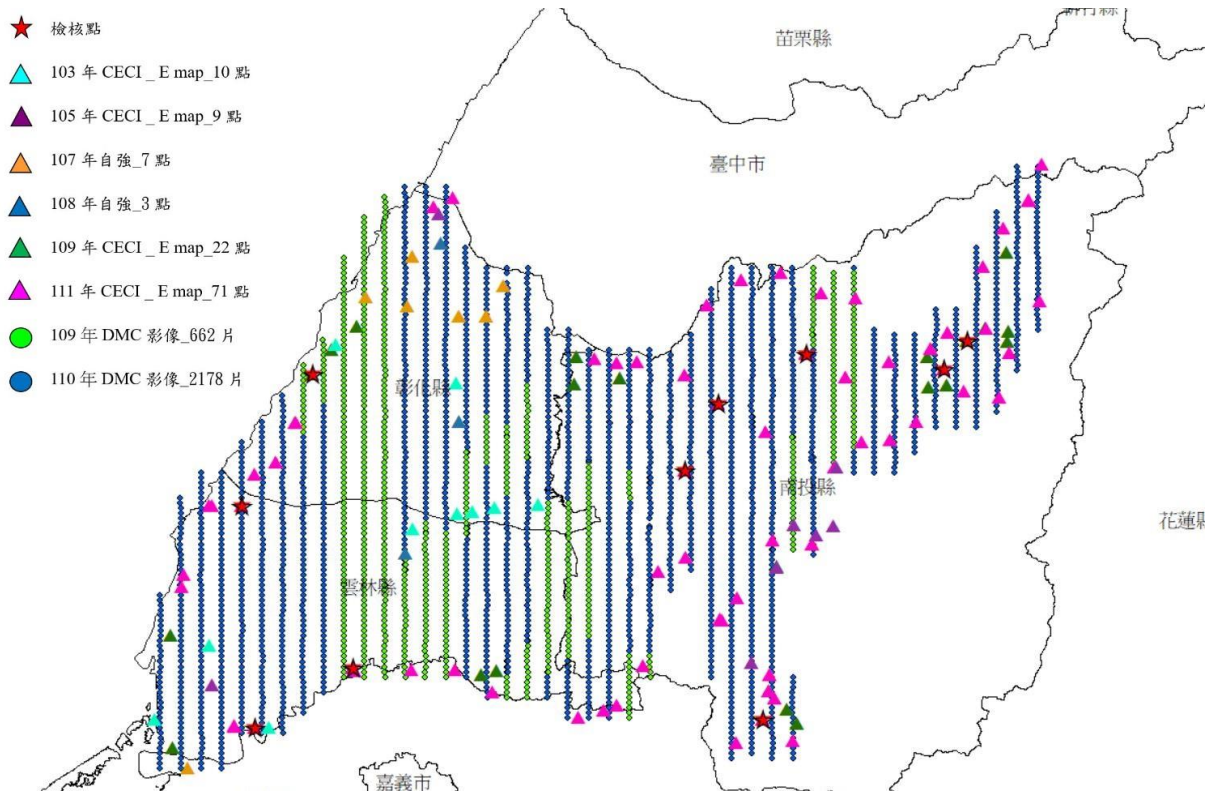 檢核點
103 年 CECI _ E map_10 點
105 年 CECI _ E map_9 點
107 年自強_7 點
108 年自強_3 點
109 年 CECI _ E map_22 點
111 年 CECI _ E map_71 點
109 年 DMC 影像_662 片
110 年 DMC 影像_2178 片
新竹縣
苗栗縣
臺中市
彰化縣
南投縣
花蓮縣
雲林縣
嘉義市